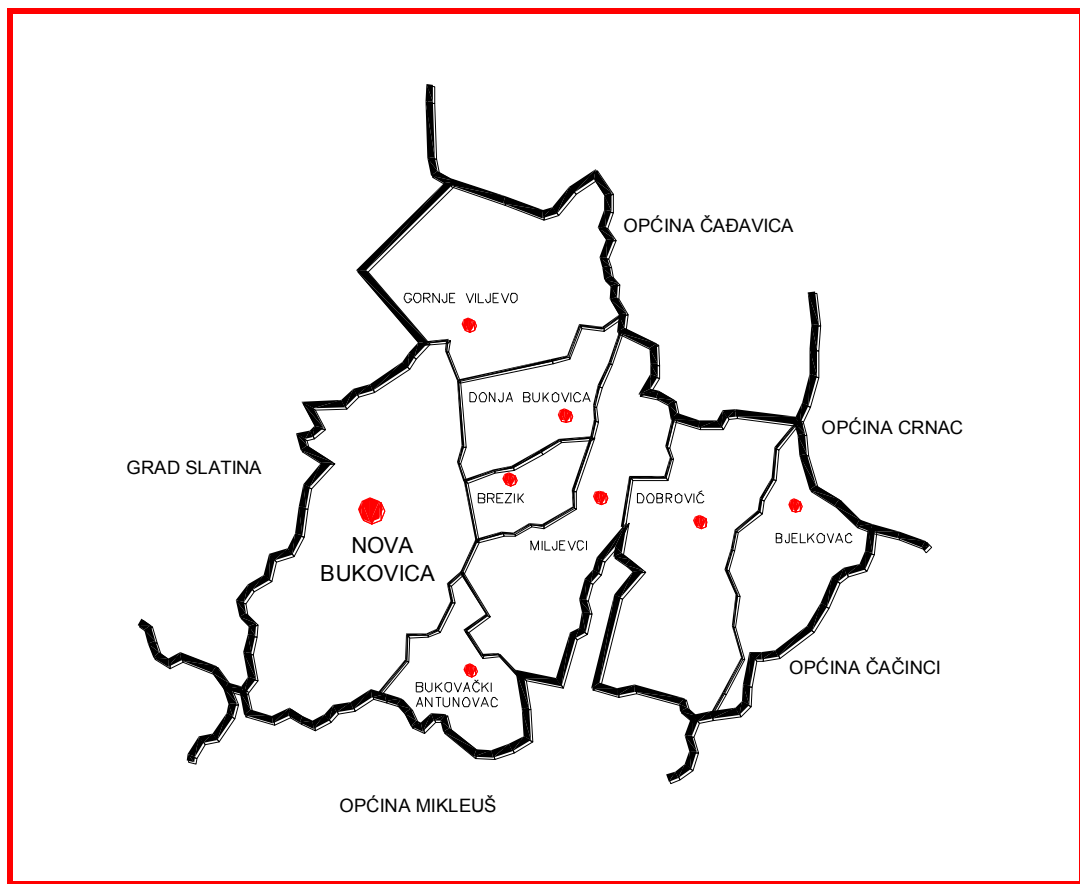 OPĆINA ČAĐAVICA
GORNJE VILJEVO
DONJA BUKOVICA
OPĆINA CRNAC
GRAD SLATINA
BREZIK
DOBROVIĆ
NOVA
BUKOVICA
MILJEVCI
BJELKOVAC
OPĆINA ČAČINCI
BUKOVAČKI
ANTUNOVAC
OPĆINA MIKLEUŠ